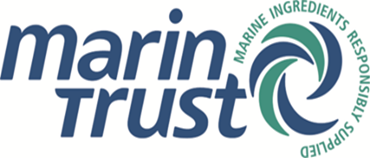 marin
Trust
MARINE INGREDIENTS RESPONSIBLY SUPPLIED